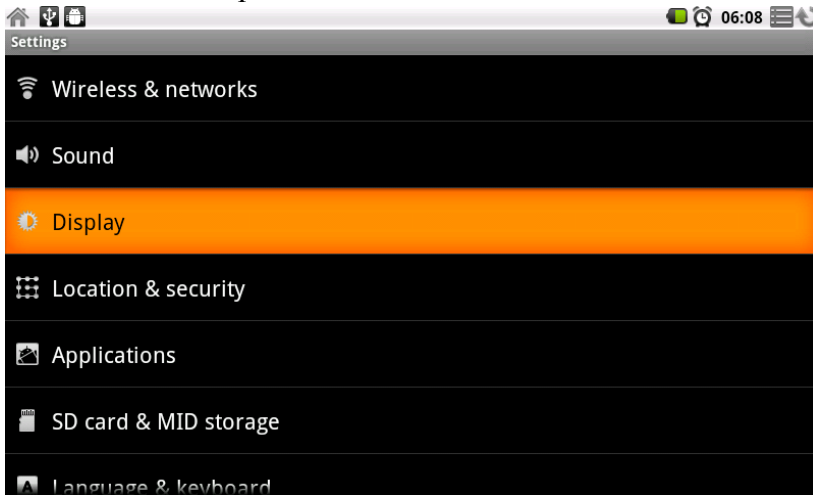 06:08
Settings
Wireless & networks
Sound
Display
Location & security
Applications
SD card & MID storage
Language & keyboard